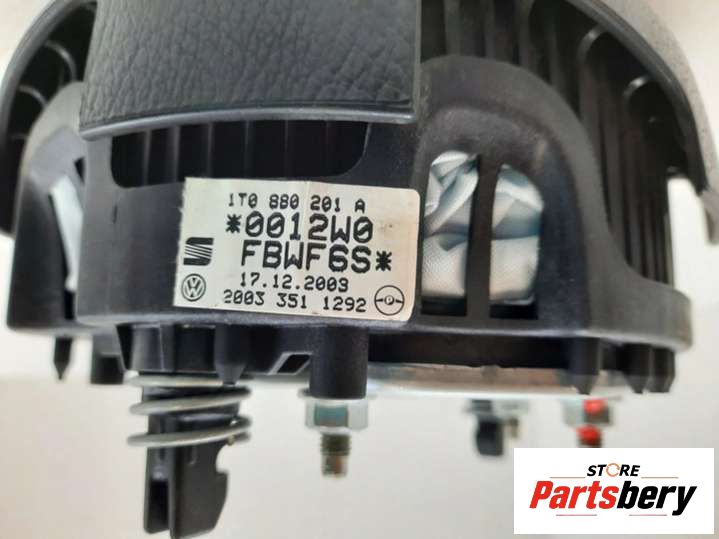 1T0 880 201 A
*0012W0
FBWF6S*
17.12.2003
2003 351 1292
STORE
Partsbery